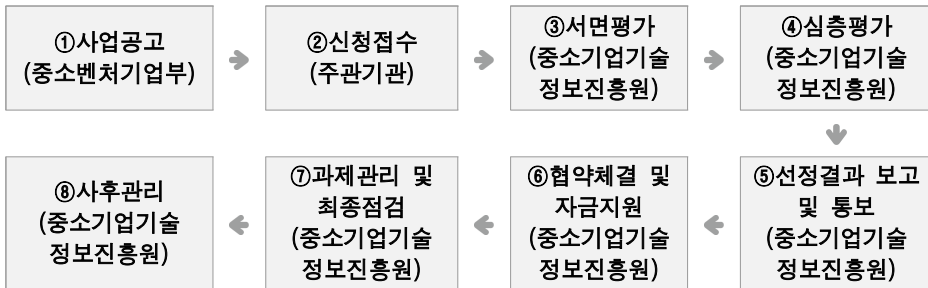 ①사업공고
(중소벤처기업부)
②신청접수
(주관기관)
③서면평가
(중소기업기술
정보진흥원)
④심층평가
(중소기업기술
정보진흥원)
⑤선정결과 보고
및 통보
(중소기업기술
정보진흥원)
⑥협약체결 및
자금지원
(중소기업기술
정보진흥원)
⑦과제관리 및
최종점검
(중소기업기술
정보진흥원)
⑧사후관리
(중소기업기술
정보진흥원)